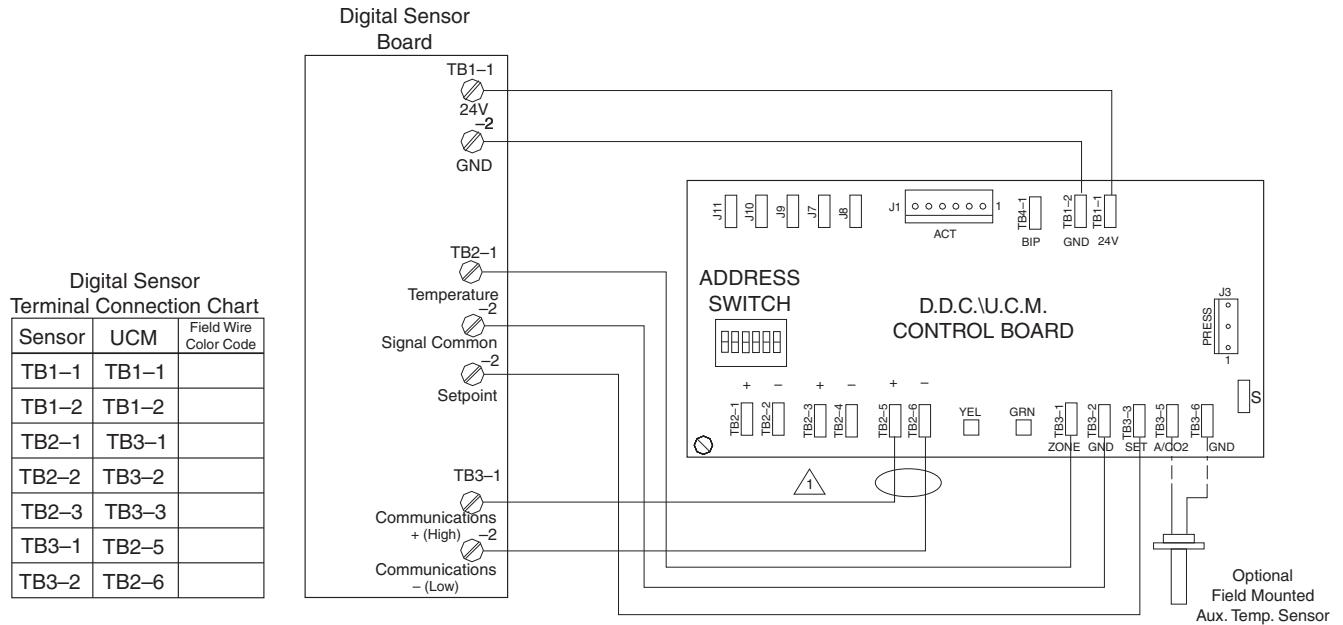 Digital Sensor
Board
TB1–1
24V
–2
GND
TB2–1
Temperature
–2
Signal Common
–2
Setpoint
TB3–1
Communications
+ (High)
–2
Communications
– (Low)
Digital Sensor
Terminal Connection Chart
Sensor UCM Field Wire Color Code
TB1–1 TB1–1
TB1–2 TB1–2
TB2–1 TB3–1
TB2–2 TB3–2
TB2–3 TB3–3
TB3–1 TB2–5
TB3–2 TB2–6
J11 J10 J9 J7 J8 J1 1 TB4–1 TB1–2 TB1–1
ACT BIP GND 24V
ADDRESS
SWITCH
D.D.C.\U.C.M.
CONTROL BOARD
J3
PRESS
1
S
+ – + – + –
TB2–1 TB2–2 TB2–3 TB2–4 TB2–5 TB2–6 YEL GRN TB3–1 TB3–2 TB3–3 TB3–5 TB3–6
ZONE GND SET A/CO2 GND
1
Optional
Field Mounted
Aux. Temp. Sensor